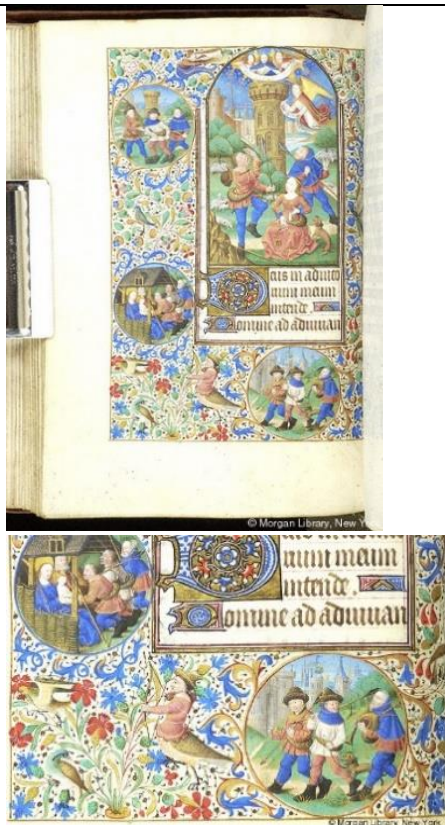 Deus in adiuto
rium meum
intende.
Domine ad adiuuan
© Morgan Library, New York
rium meum
intende.
Domine ad adiuuan
© Morgan Library, New York